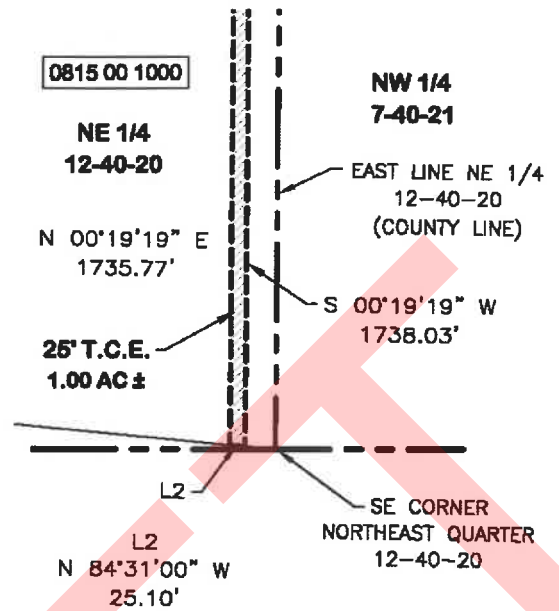 0815 00 1000
NE 1/4
12-40-20
NW 1/4
7-40-21
EAST LINE NE 1/4
12-40-20
(COUNTY LINE)
N 00°19'19" E
1735.77'
S 00°19'19" W
1738.03'
25' T.C.E.
1.00 AC ±
L2
SE CORNER
NORTHEAST QUARTER
12-40-20
L2
N 84°31'00" W
25.10'